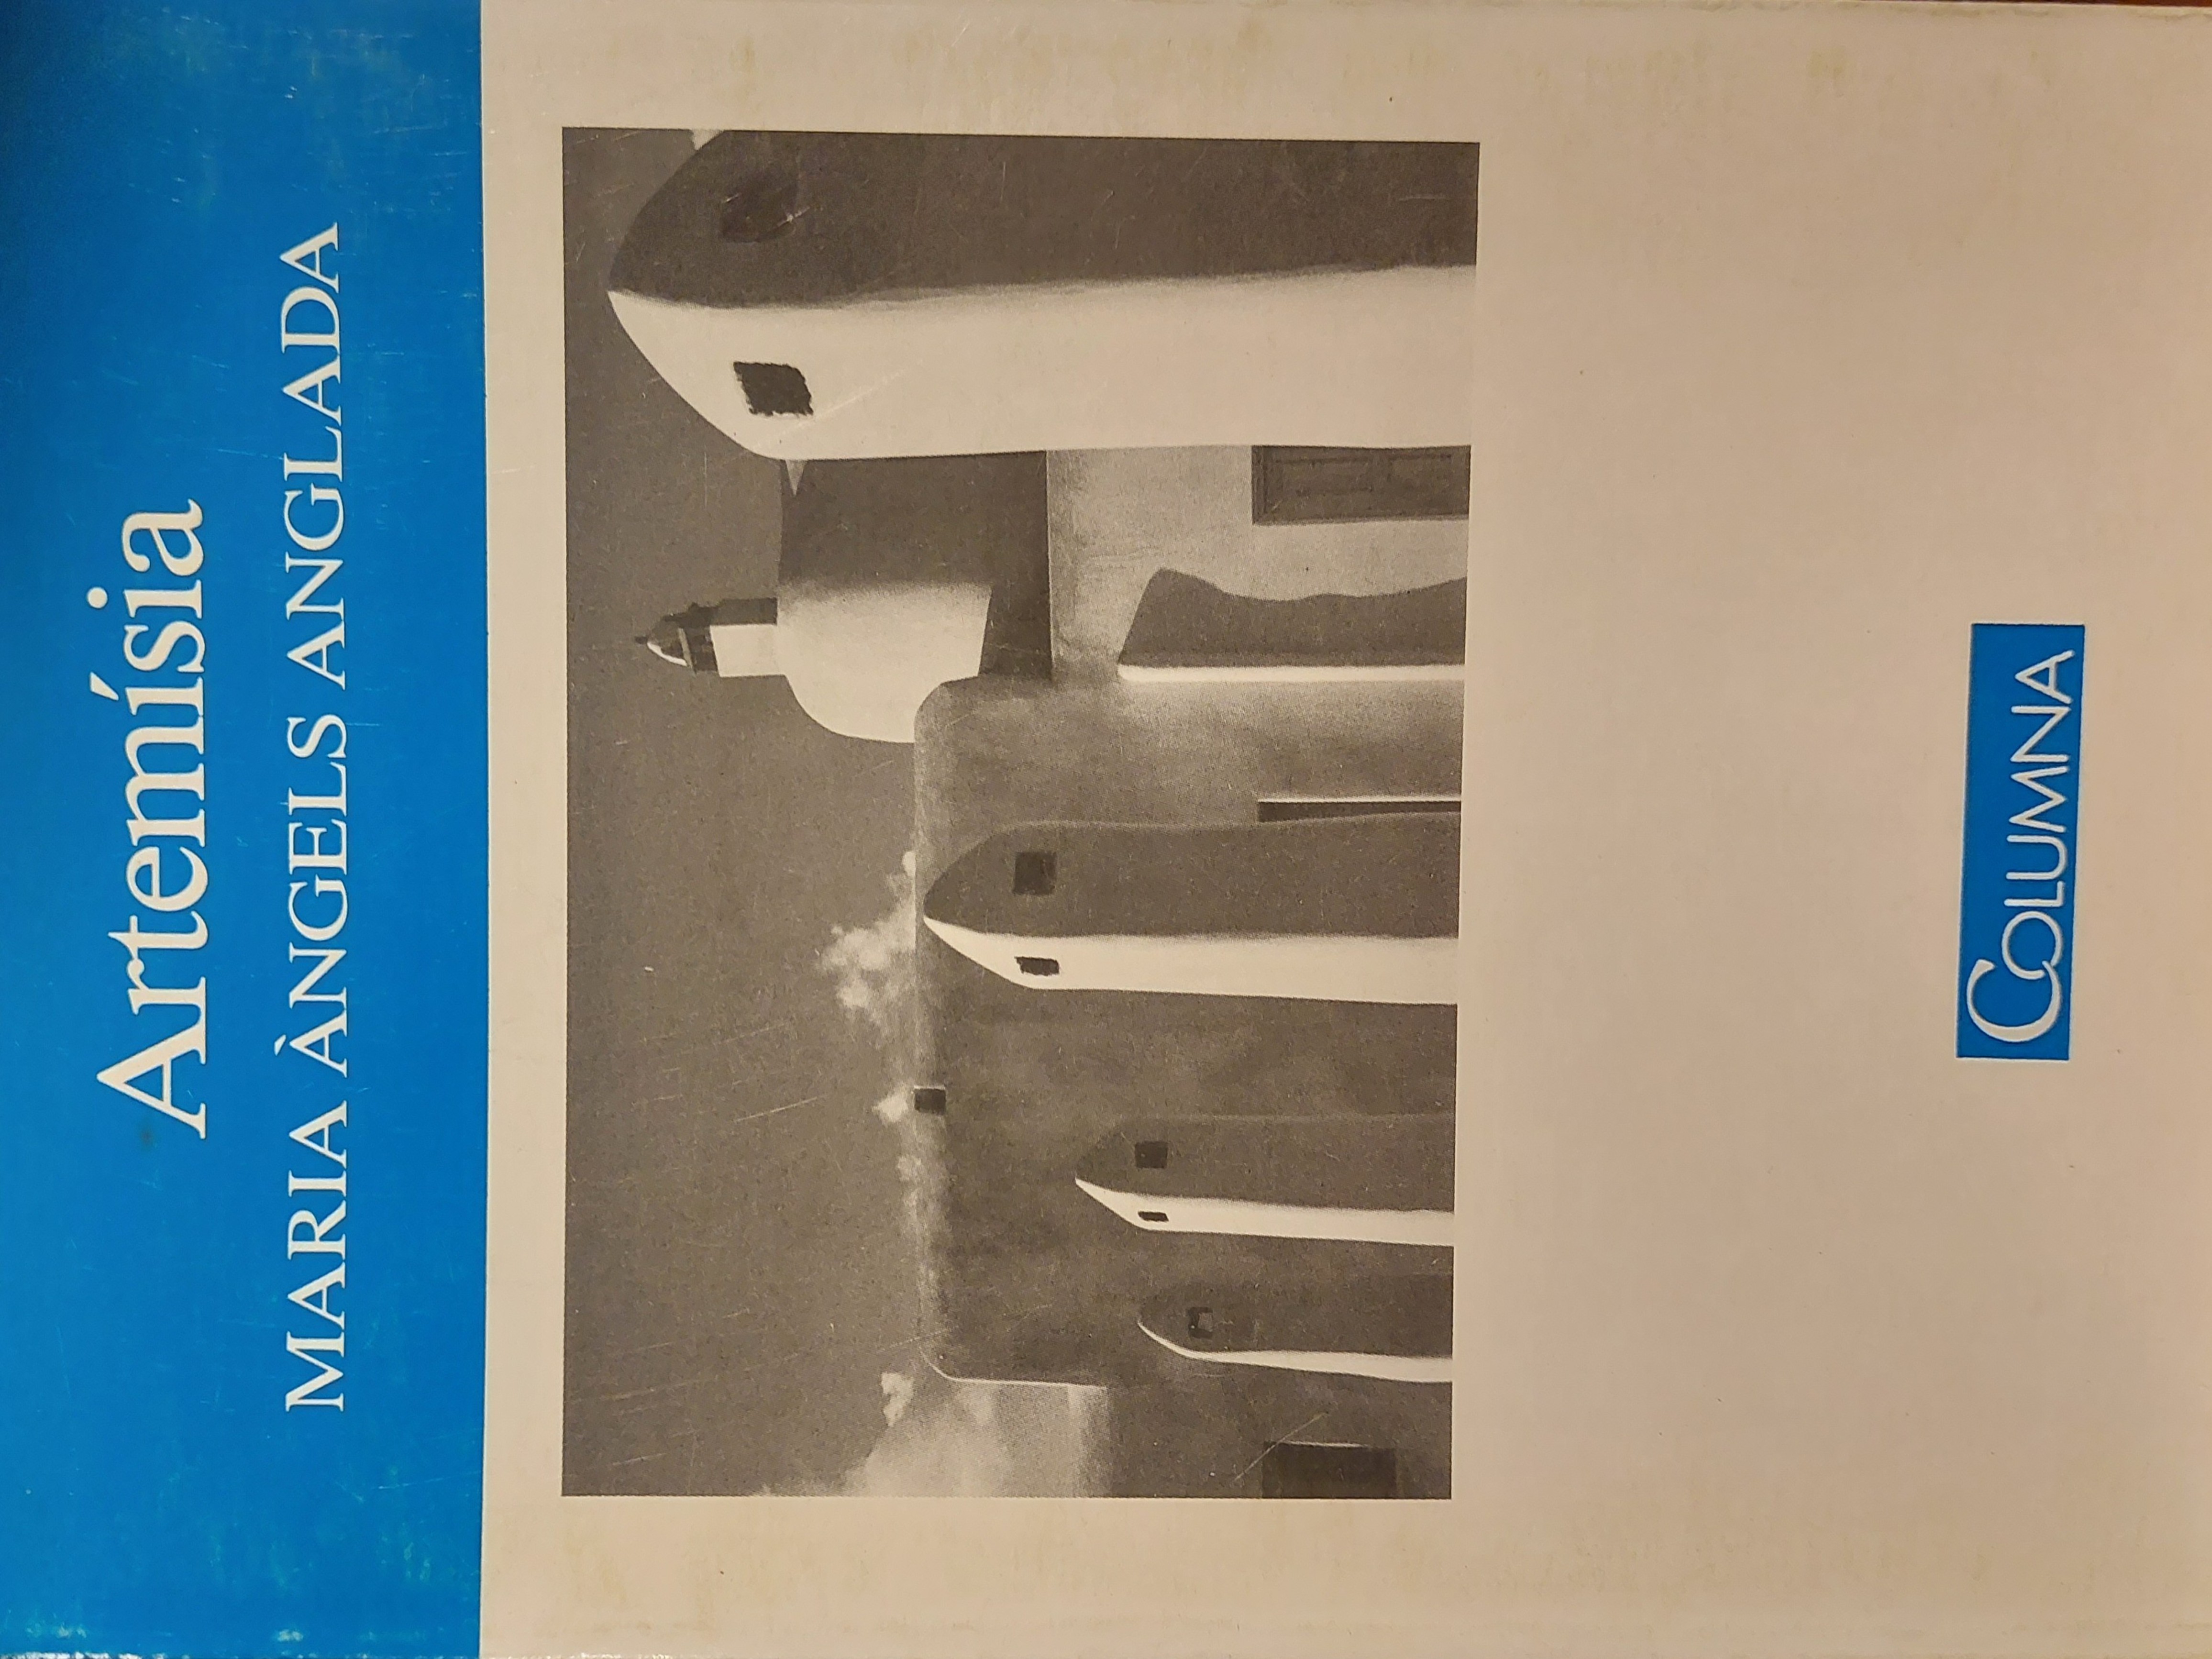 Artemísia
MARIA ÀNGELS ANGLADA
COLUMNA